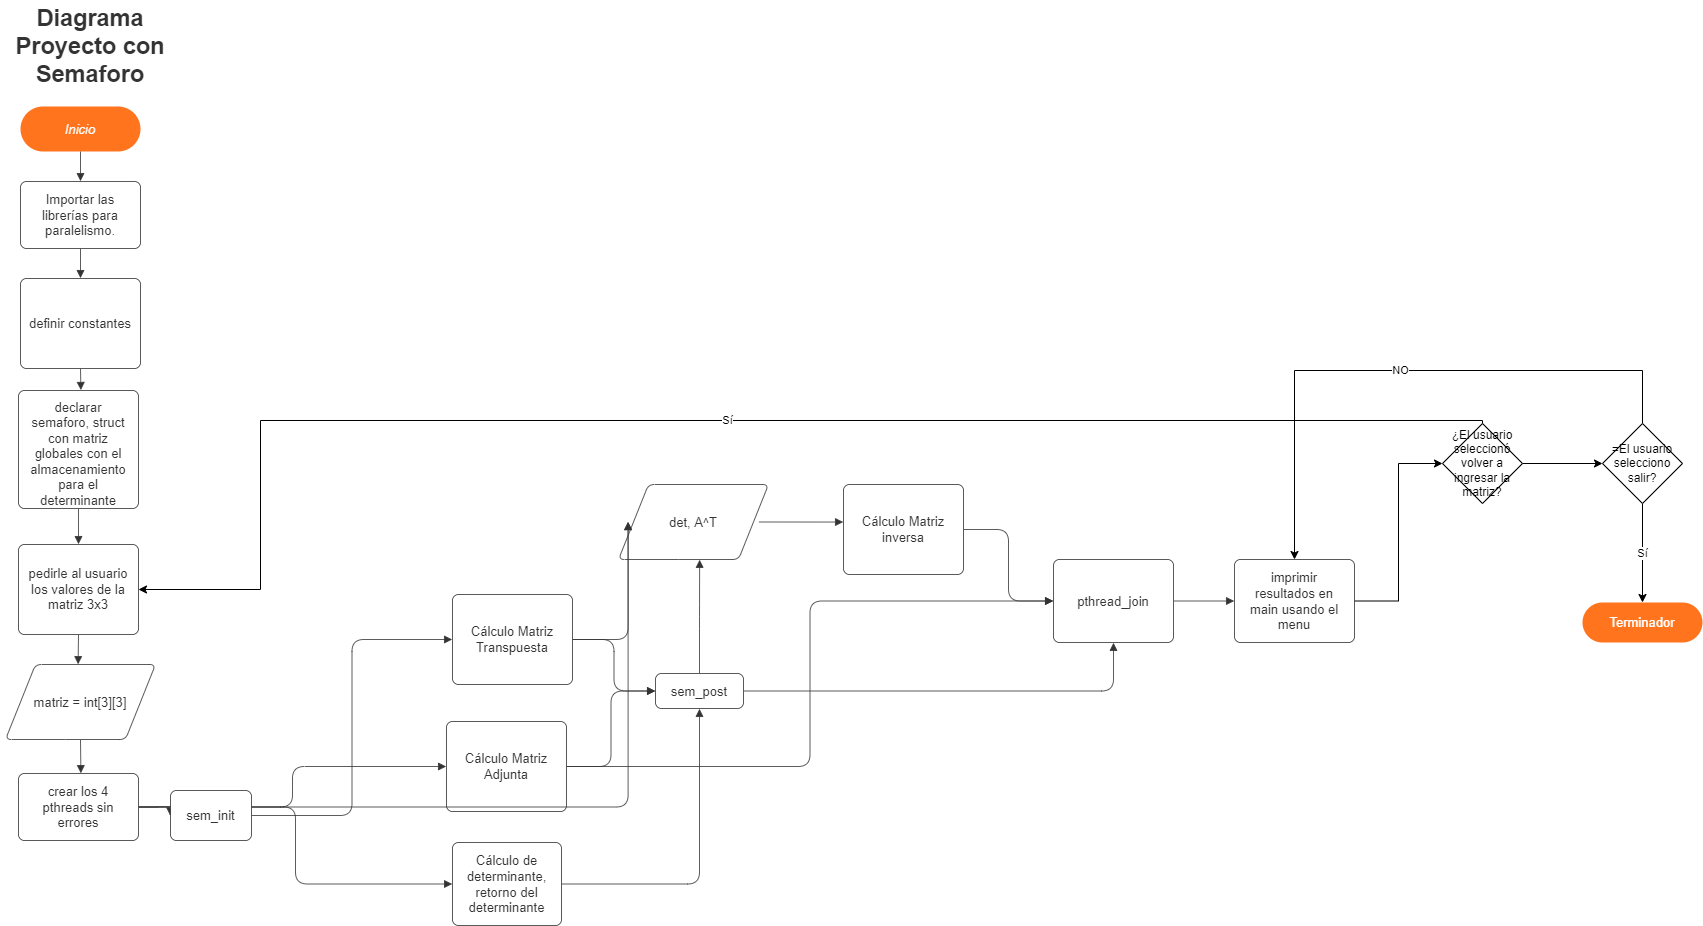 Diagrama
Proyecto con
Semaforo
Inicio
Importar las
librerías para
paralelismo.
definir constantes
declarar
semaforo, struct
con matriz
globales con el
almacenamiento
para el
determinante
pedirle al usuario
los valores de la
matriz 3x3
matriz = int[3][3]
crear los 4
pthreads sin
errores
sem_init
Cálculo Matriz
Transpuesta
Cálculo Matriz
Adjunta
Cálculo de
determinante,
retorno del
determinante
det, A^T
sem_post
Cálculo Matriz
inversa
pthread_join
imprimir
resultados en
main usando el
menu
¿El usuario
seleccionó
volver a
ingresar la
matriz?
Sí
=El usuario
selecciono
salir?
NO
Sí
Terminador